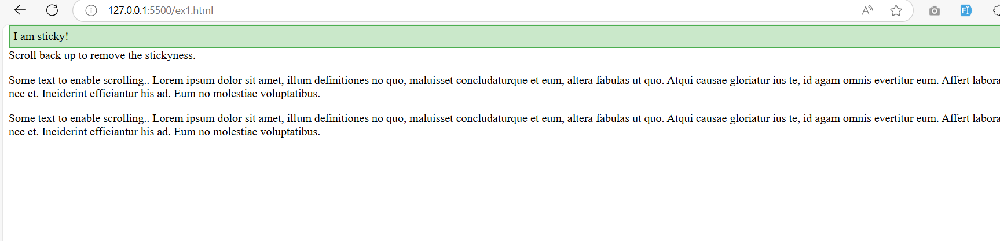 127.0.0.1:5500/ex1.html
I am sticky!
Scroll back up to remove the stickyness.
Some text to enable scrolling.. Lorem ipsum dolor sit amet, illum definitiones no quo, maluisset concludaturque et eum, altera fabulas ut quo. Atqui causae gloriatur ius te, id agam omnis evertitur eum. Affert labora
nec et. Inciderint efficiantur his ad. Eum no molestiae voluptatibus.
Some text to enable scrolling.. Lorem ipsum dolor sit amet, illum definitiones no quo, maluisset concludaturque et eum, altera fabulas ut quo. Atqui causae gloriatur ius te, id agam omnis evertitur eum. Affert labora
nec et. Inciderint efficiantur his ad. Eum no molestiae voluptatibus.